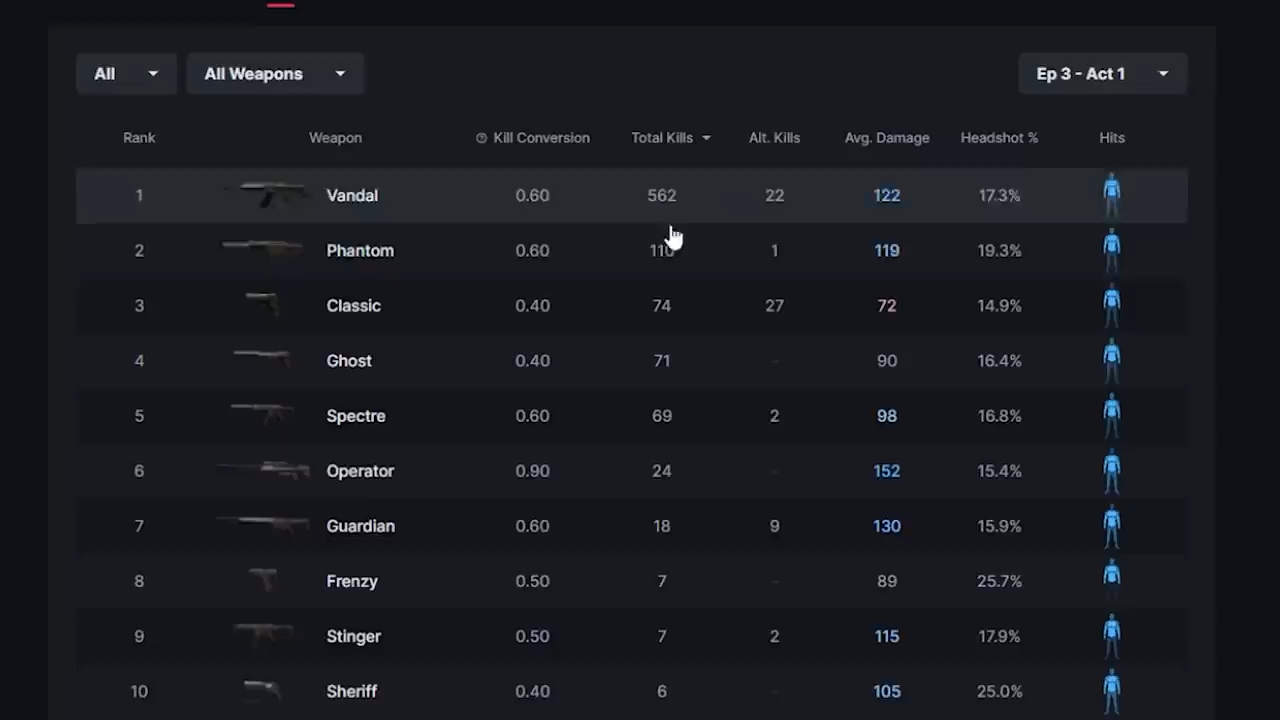 All All Weapons Ep 3 - Act 1
Rank Weapon Kill Conversion Total Kills Alt. Kills Avg. Damage Headshot % Hits
1 Vandal 0.60 562 22 122 17.3%
2 Phantom 0.60 110 1 119 19.3%
3 Classic 0.40 74 27 72 14.9%
4 Ghost 0.40 71 - 90 16.4%
5 Spectre 0.60 69 2 98 16.8%
6 Operator 0.90 24 - 152 15.4%
7 Guardian 0.60 18 9 130 15.9%
8 Frenzy 0.50 7 - 89 25.7%
9 Stinger 0.50 7 2 115 17.9%
10 Sheriff 0.40 6 - 105 25.0%